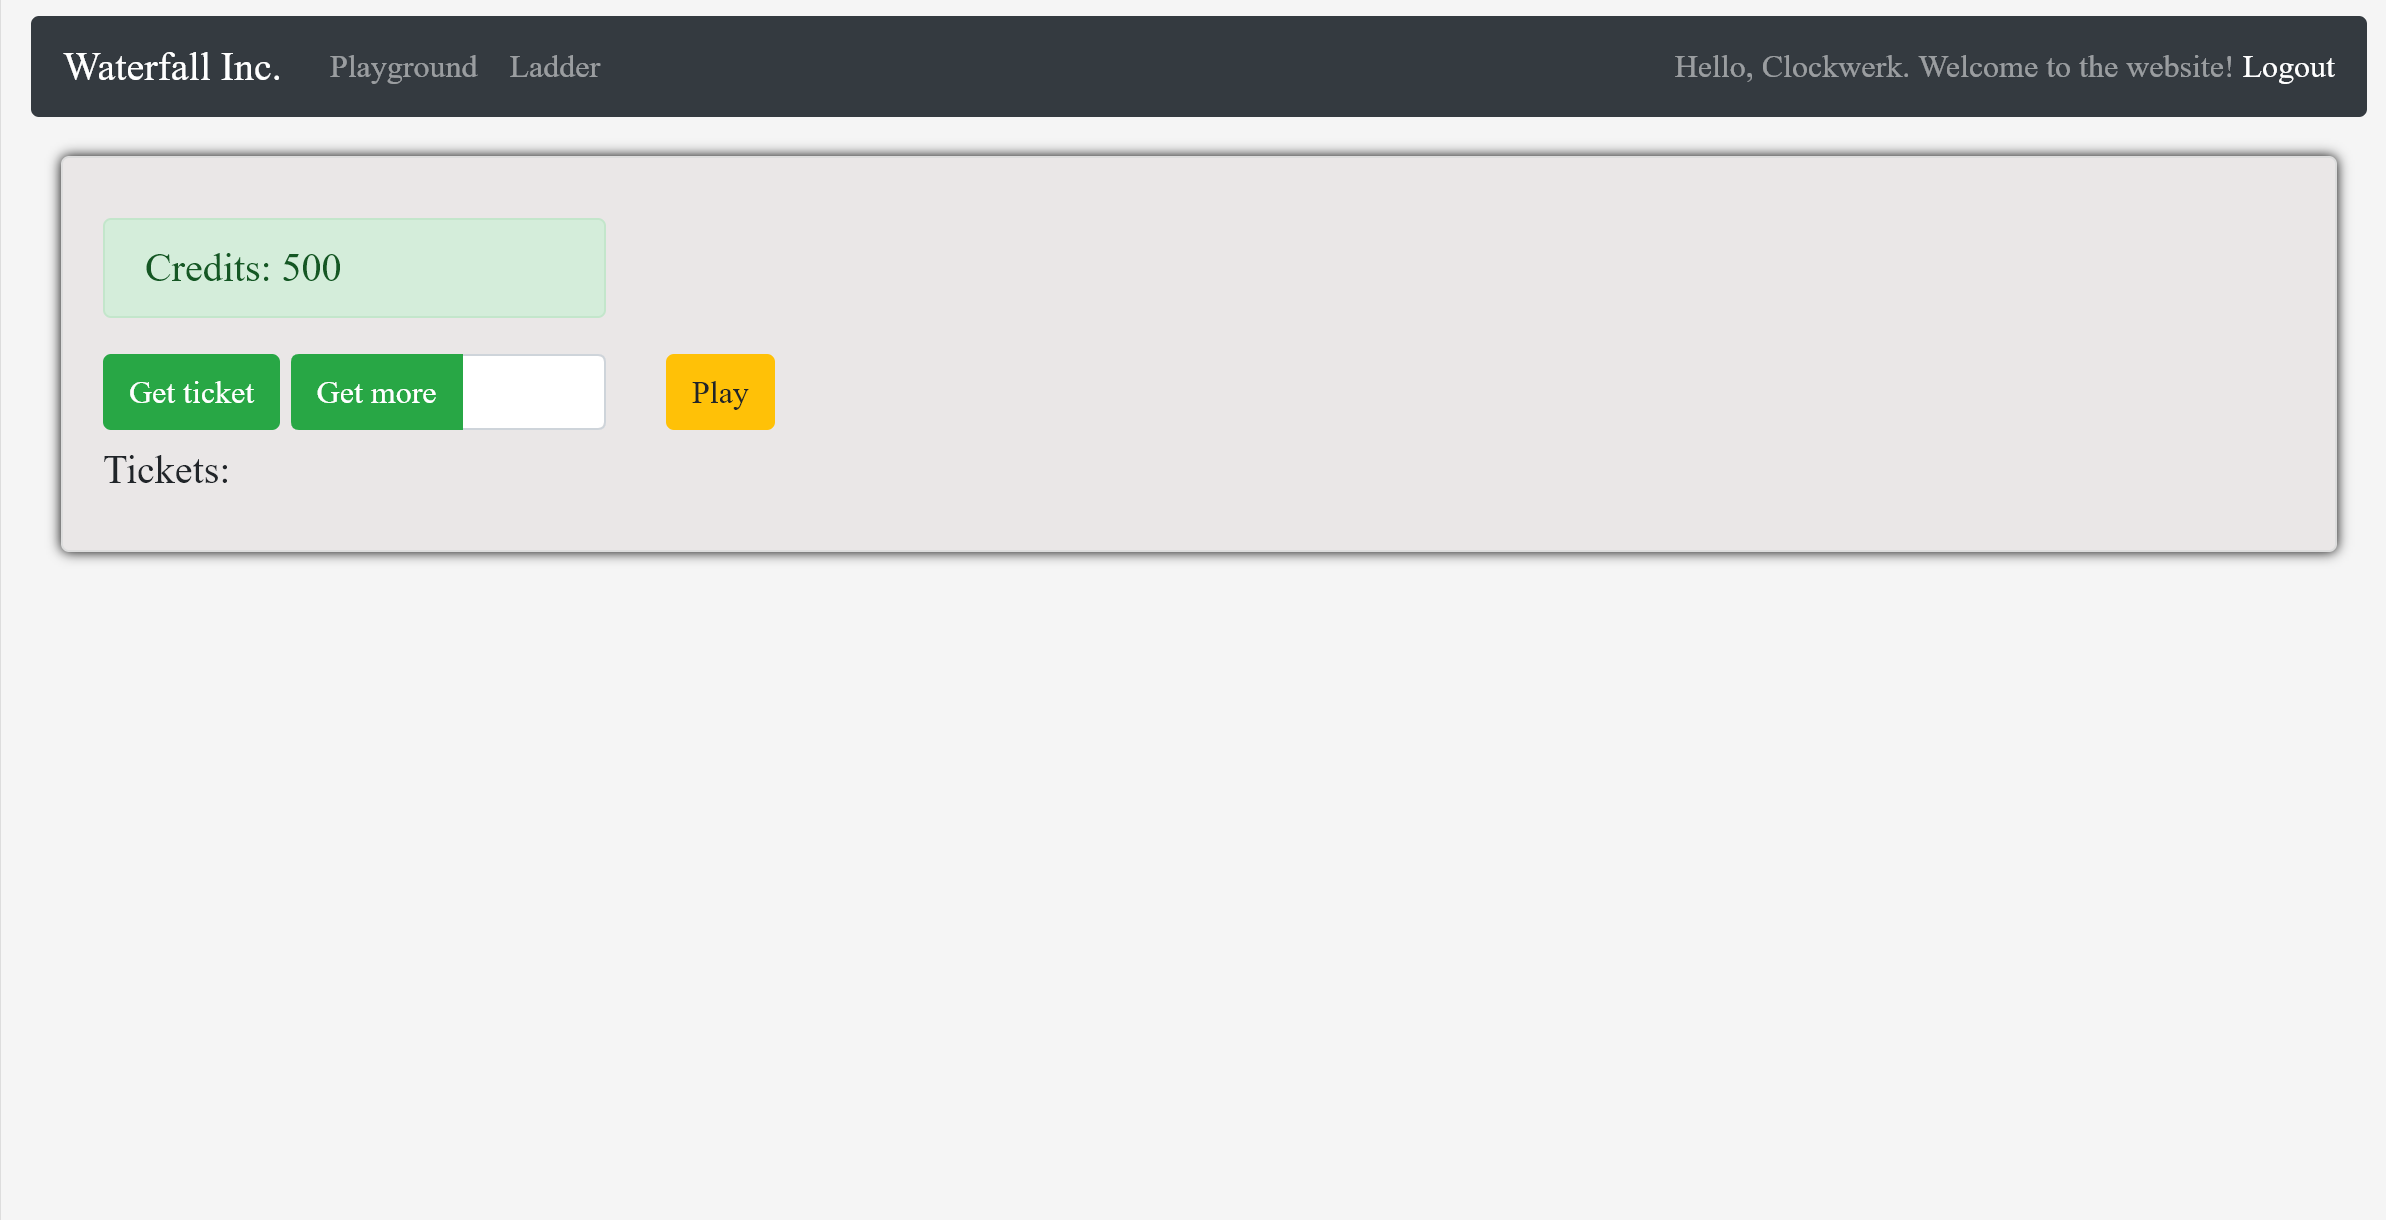 Waterfall Inc. Playground Ladder Hello, Clockwerk. Welcome to the website! Logout
Credits: 500
Get ticket Get more Play
Tickets: